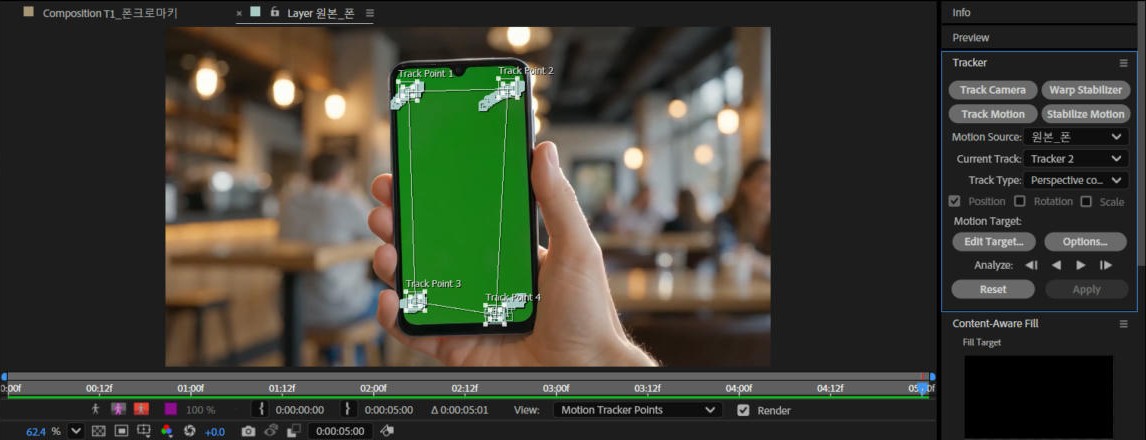 Composition T1_폰크로마키
× Layer 원본_폰
Info
Preview
Tracker
Track Camera Warp Stabilizer
Track Motion Stabilize Motion
Motion Source: 원본_폰
Current Track: Tracker 2
Track Type: Perspective co...
Position Rotation Scale
Motion Target:
Edit Target... Options...
Analyze:
Reset Apply
Content-Aware Fill
Fill Target
Track Point 1
Track Point 2
Track Point 3
Track Point 4
0:00f 00:12f 01:00f 01:12f 02:00f 02:12f 03:00f 03:12f 04:00f 04:12f
100 % 0:00:00:00 0:00:05:00 Δ 0:00:05:01 View: Motion Tracker Points Render
62.4 % +0.0 0:00:05:00